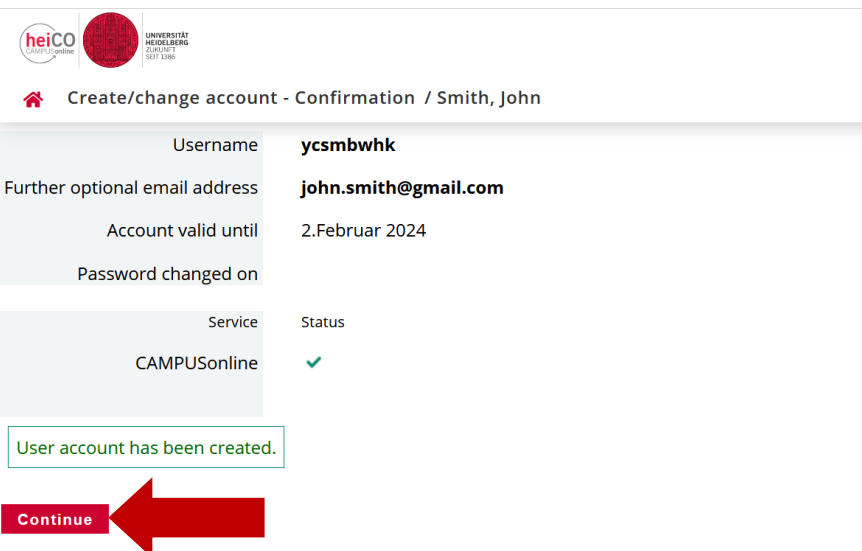 heiCO
CAMPUSonline
UNIVERSITÄT
HEIDELBERG
ZUKUNFT
SEIT 1386
Create/change account - Confirmation / Smith, John
Username ycsmbwhk
Further optional email address john.smith@gmail.com
Account valid until 2.Februar 2024
Password changed on
Service Status
CAMPUSonline
User account has been created.
Continue